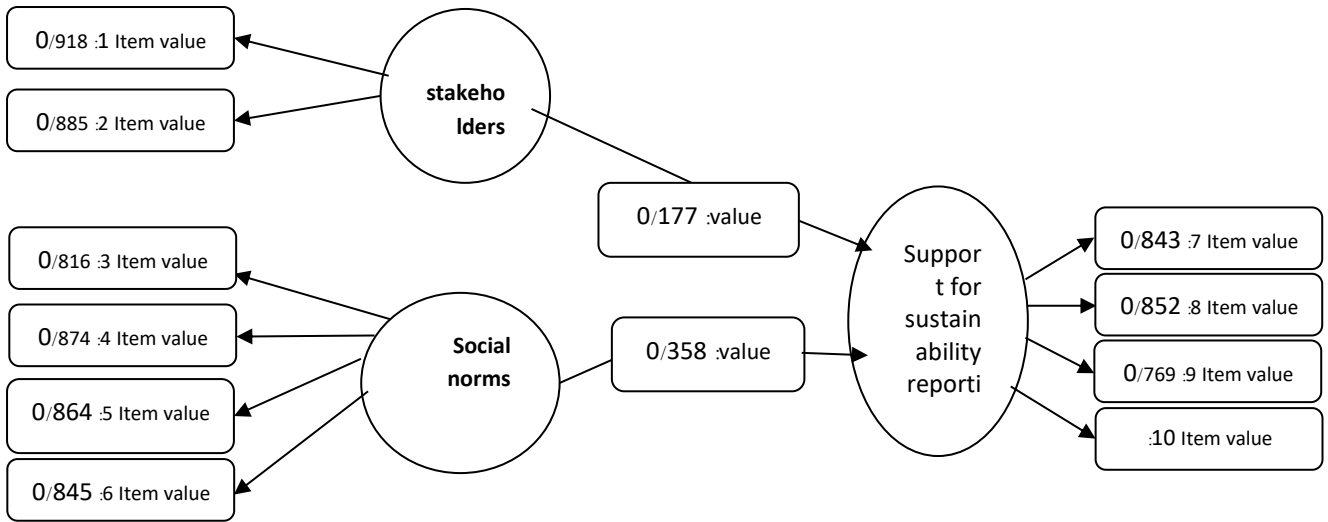 0/918 :1 Item value
0/885 :2 Item value
stakeho
lders
0/177 :value
0/816 :3 Item value
0/874 :4 Item value
0/864 :5 Item value
0/845 :6 Item value
Social
norms
0/358 :value
Suppor
t for
sustain
ability
reporti
0/843 :7 Item value
0/852 :8 Item value
0/769 :9 Item value
:10 Item value